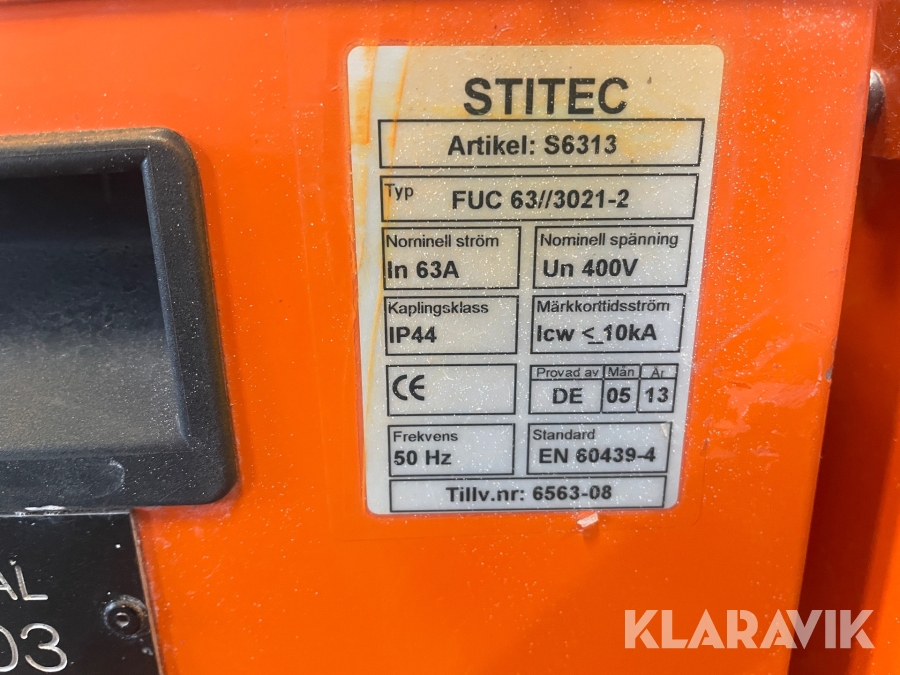 STITEC
Artikel: S6313
Typ FUC 63//3021-2
Norninell ström
In 63A
Nominell spänning
Un 400V
Kaplingsklass
IP44
Märkkorttidsström
Icw <_10kA
CE
Provad av Mån År
DE 05 13
Frekvens
50 Hz
Standard
EN 60439-4
Tillv.nr: 6563-08
AL
03
KLARAVIK